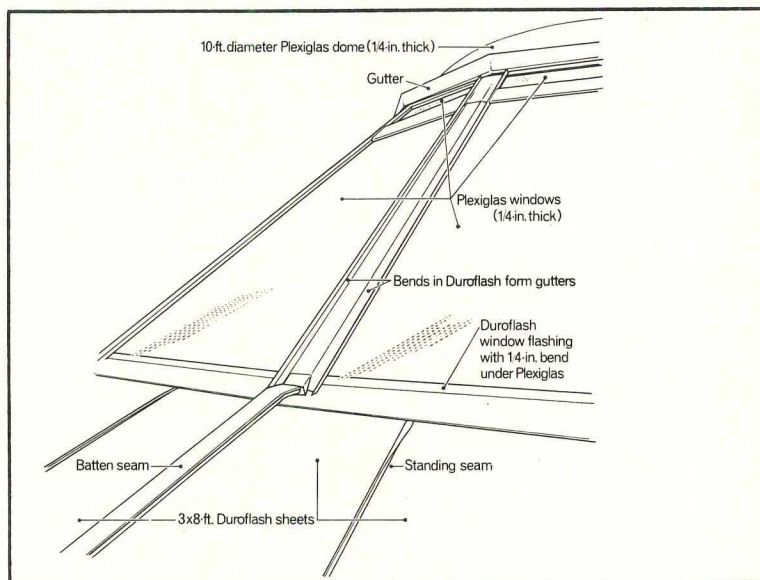 10-ft. diameter Plexiglas dome (1/4-in. thick)
Gutter
Plexiglas windows
(1/4-in. thick)
Bends in Duroflash form gutters
Duroflash
window flashing
with 1/4-in. bend
under Plexiglas
Batten seam
Standing seam
3x8-ft. Duroflash sheets